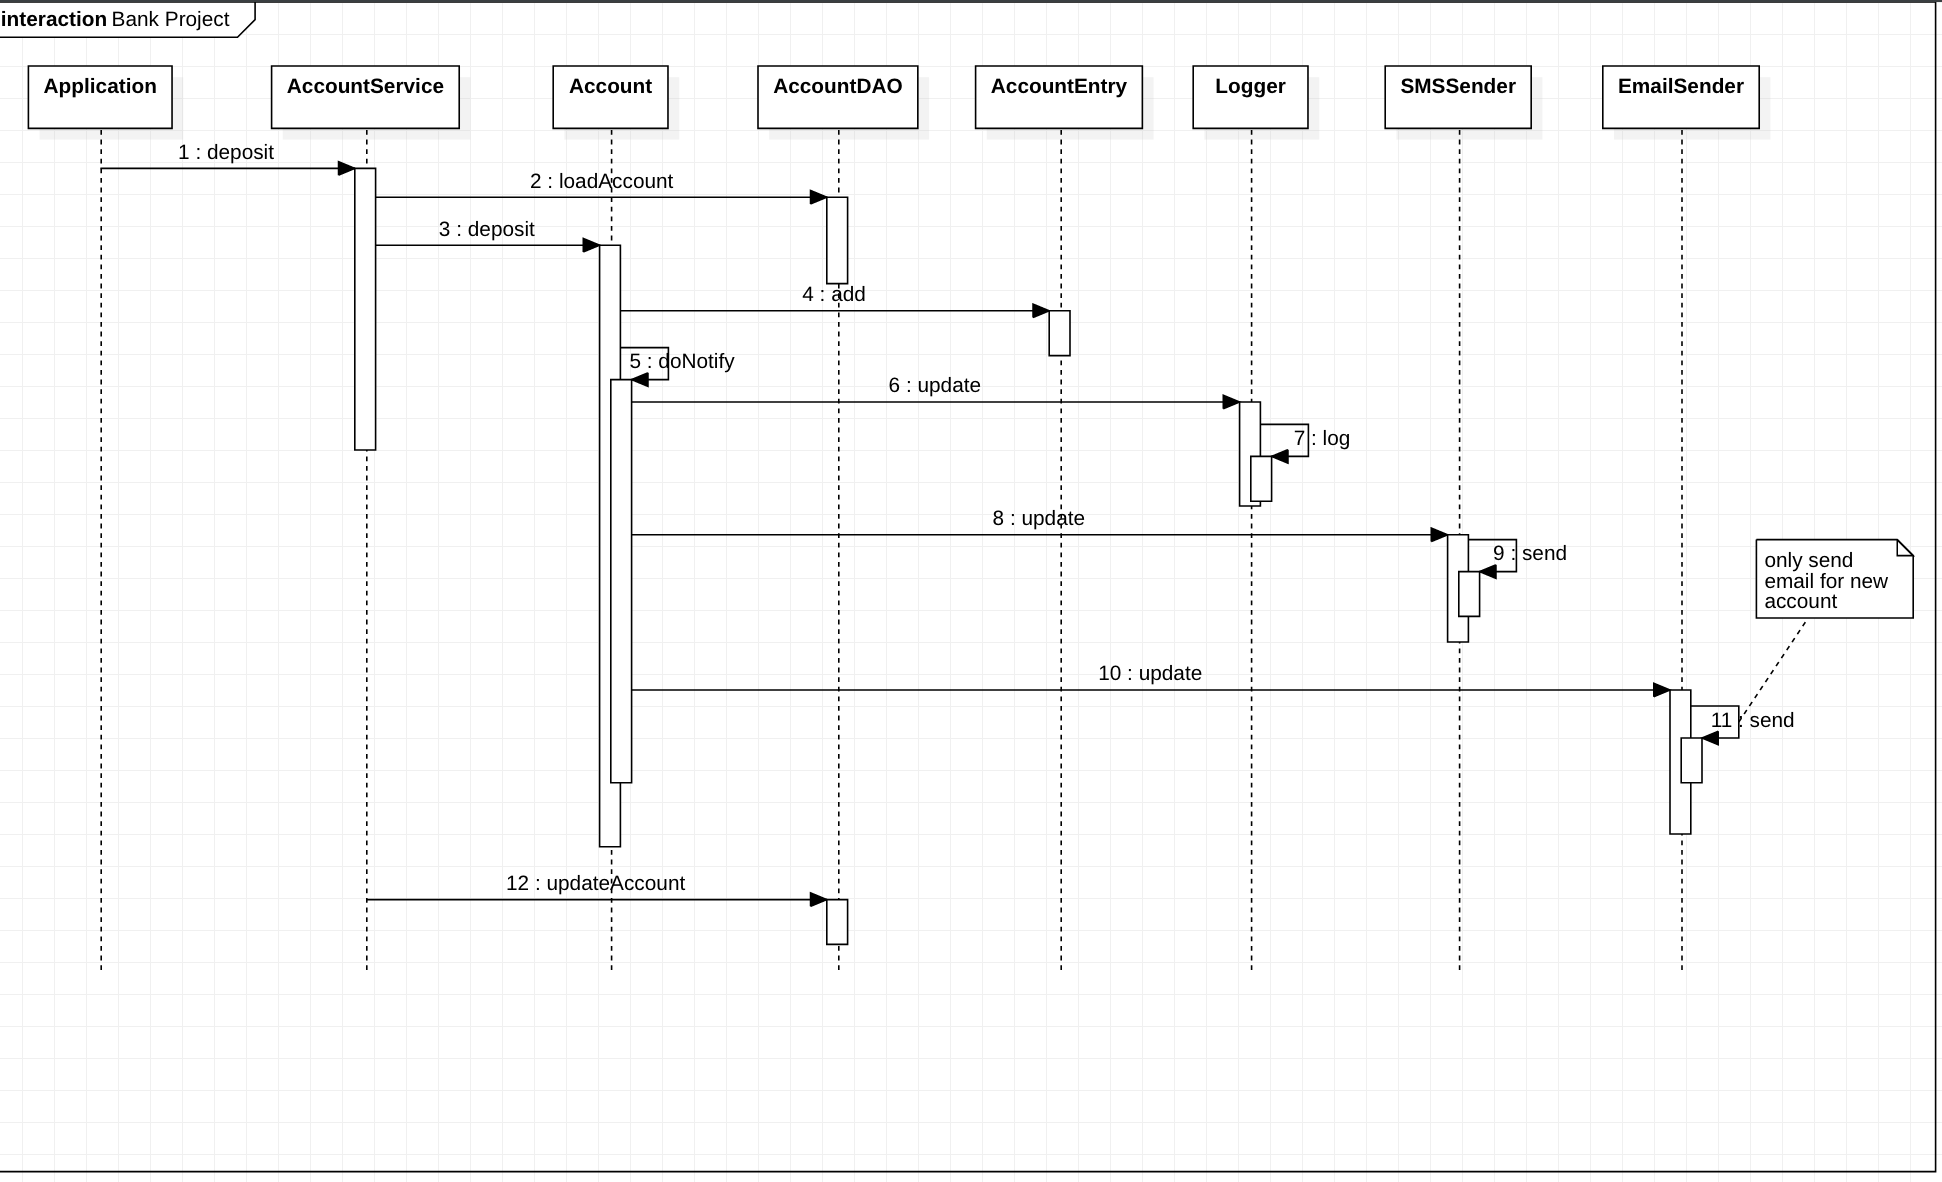 interaction Bank Project
Application AccountService Account AccountDAO AccountEntry Logger SMSSender EmailSender
1 : deposit
2 : loadAccount
3 : deposit
4 : add
5 : doNotify
6 : update
7 : log
8 : update
9 : send
only send
email for new
account
10 : update
11 : send
12 : updateAccount